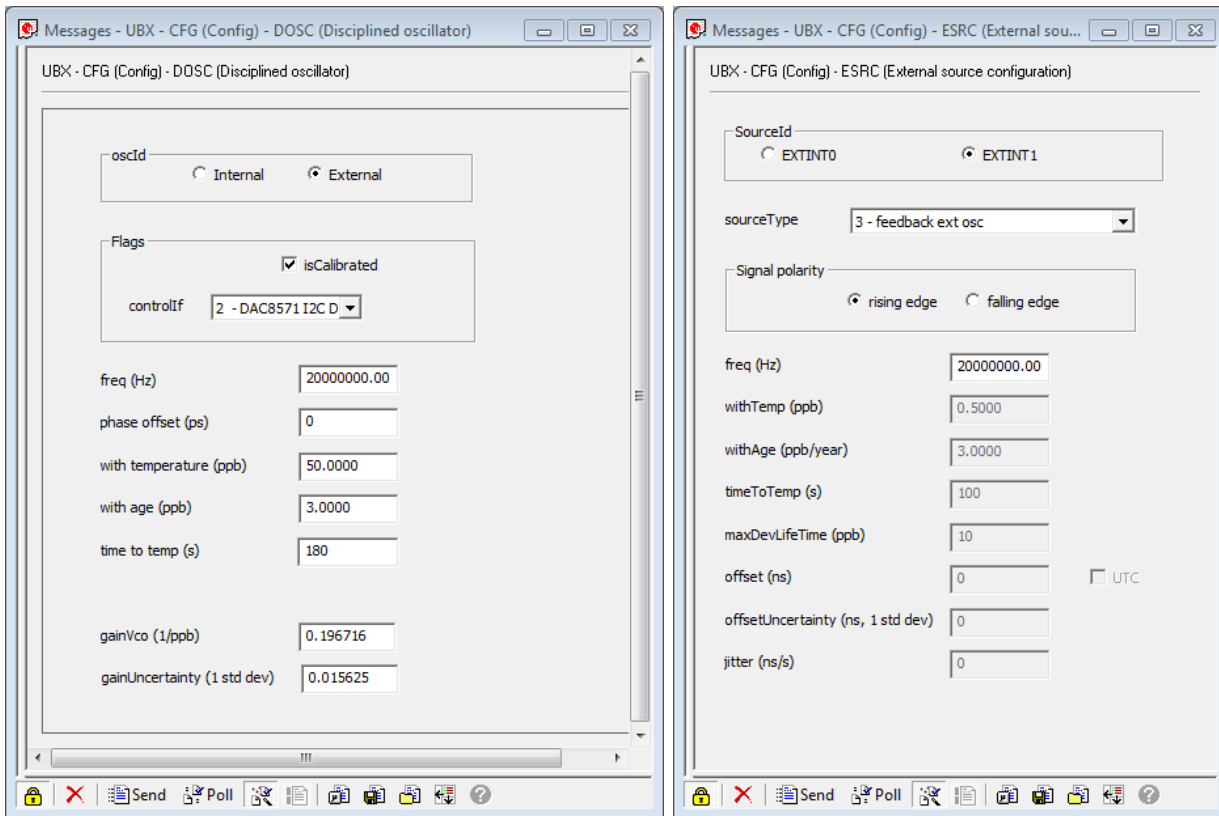 Messages - UBX - CFG (Config) - DOSC (Disciplined oscillator)
UBX - CFG (Config) - DOSC (Disciplined oscillator)
oscId
Internal
External
Flags
isCalibrated
controlIf
2 - DAC8571 I2C D
freq (Hz)
20000000.00
phase offset (ps)
0
with temperature (ppb)
50.0000
with age (ppb)
3.0000
time to temp (s)
180
gainVco (1/ppb)
0.196716
gainUncertainty (1 std dev)
0.015625
Send
Poll
Messages - UBX - CFG (Config) - ESRC (External sou...
UBX - CFG (Config) - ESRC (External source configuration)
SourceId
EXTINT0
EXTINT1
sourceType
3 - feedback ext osc
Signal polarity
rising edge
falling edge
freq (Hz)
20000000.00
withTemp (ppb)
0.5000
withAge (ppb/year)
3.0000
timeToTemp (s)
100
maxDevLifeTime (ppb)
10
offset (ns)
0
UTC
offsetUncertainty (ns, 1 std dev)
0
jitter (ns/s)
0
Send
Poll